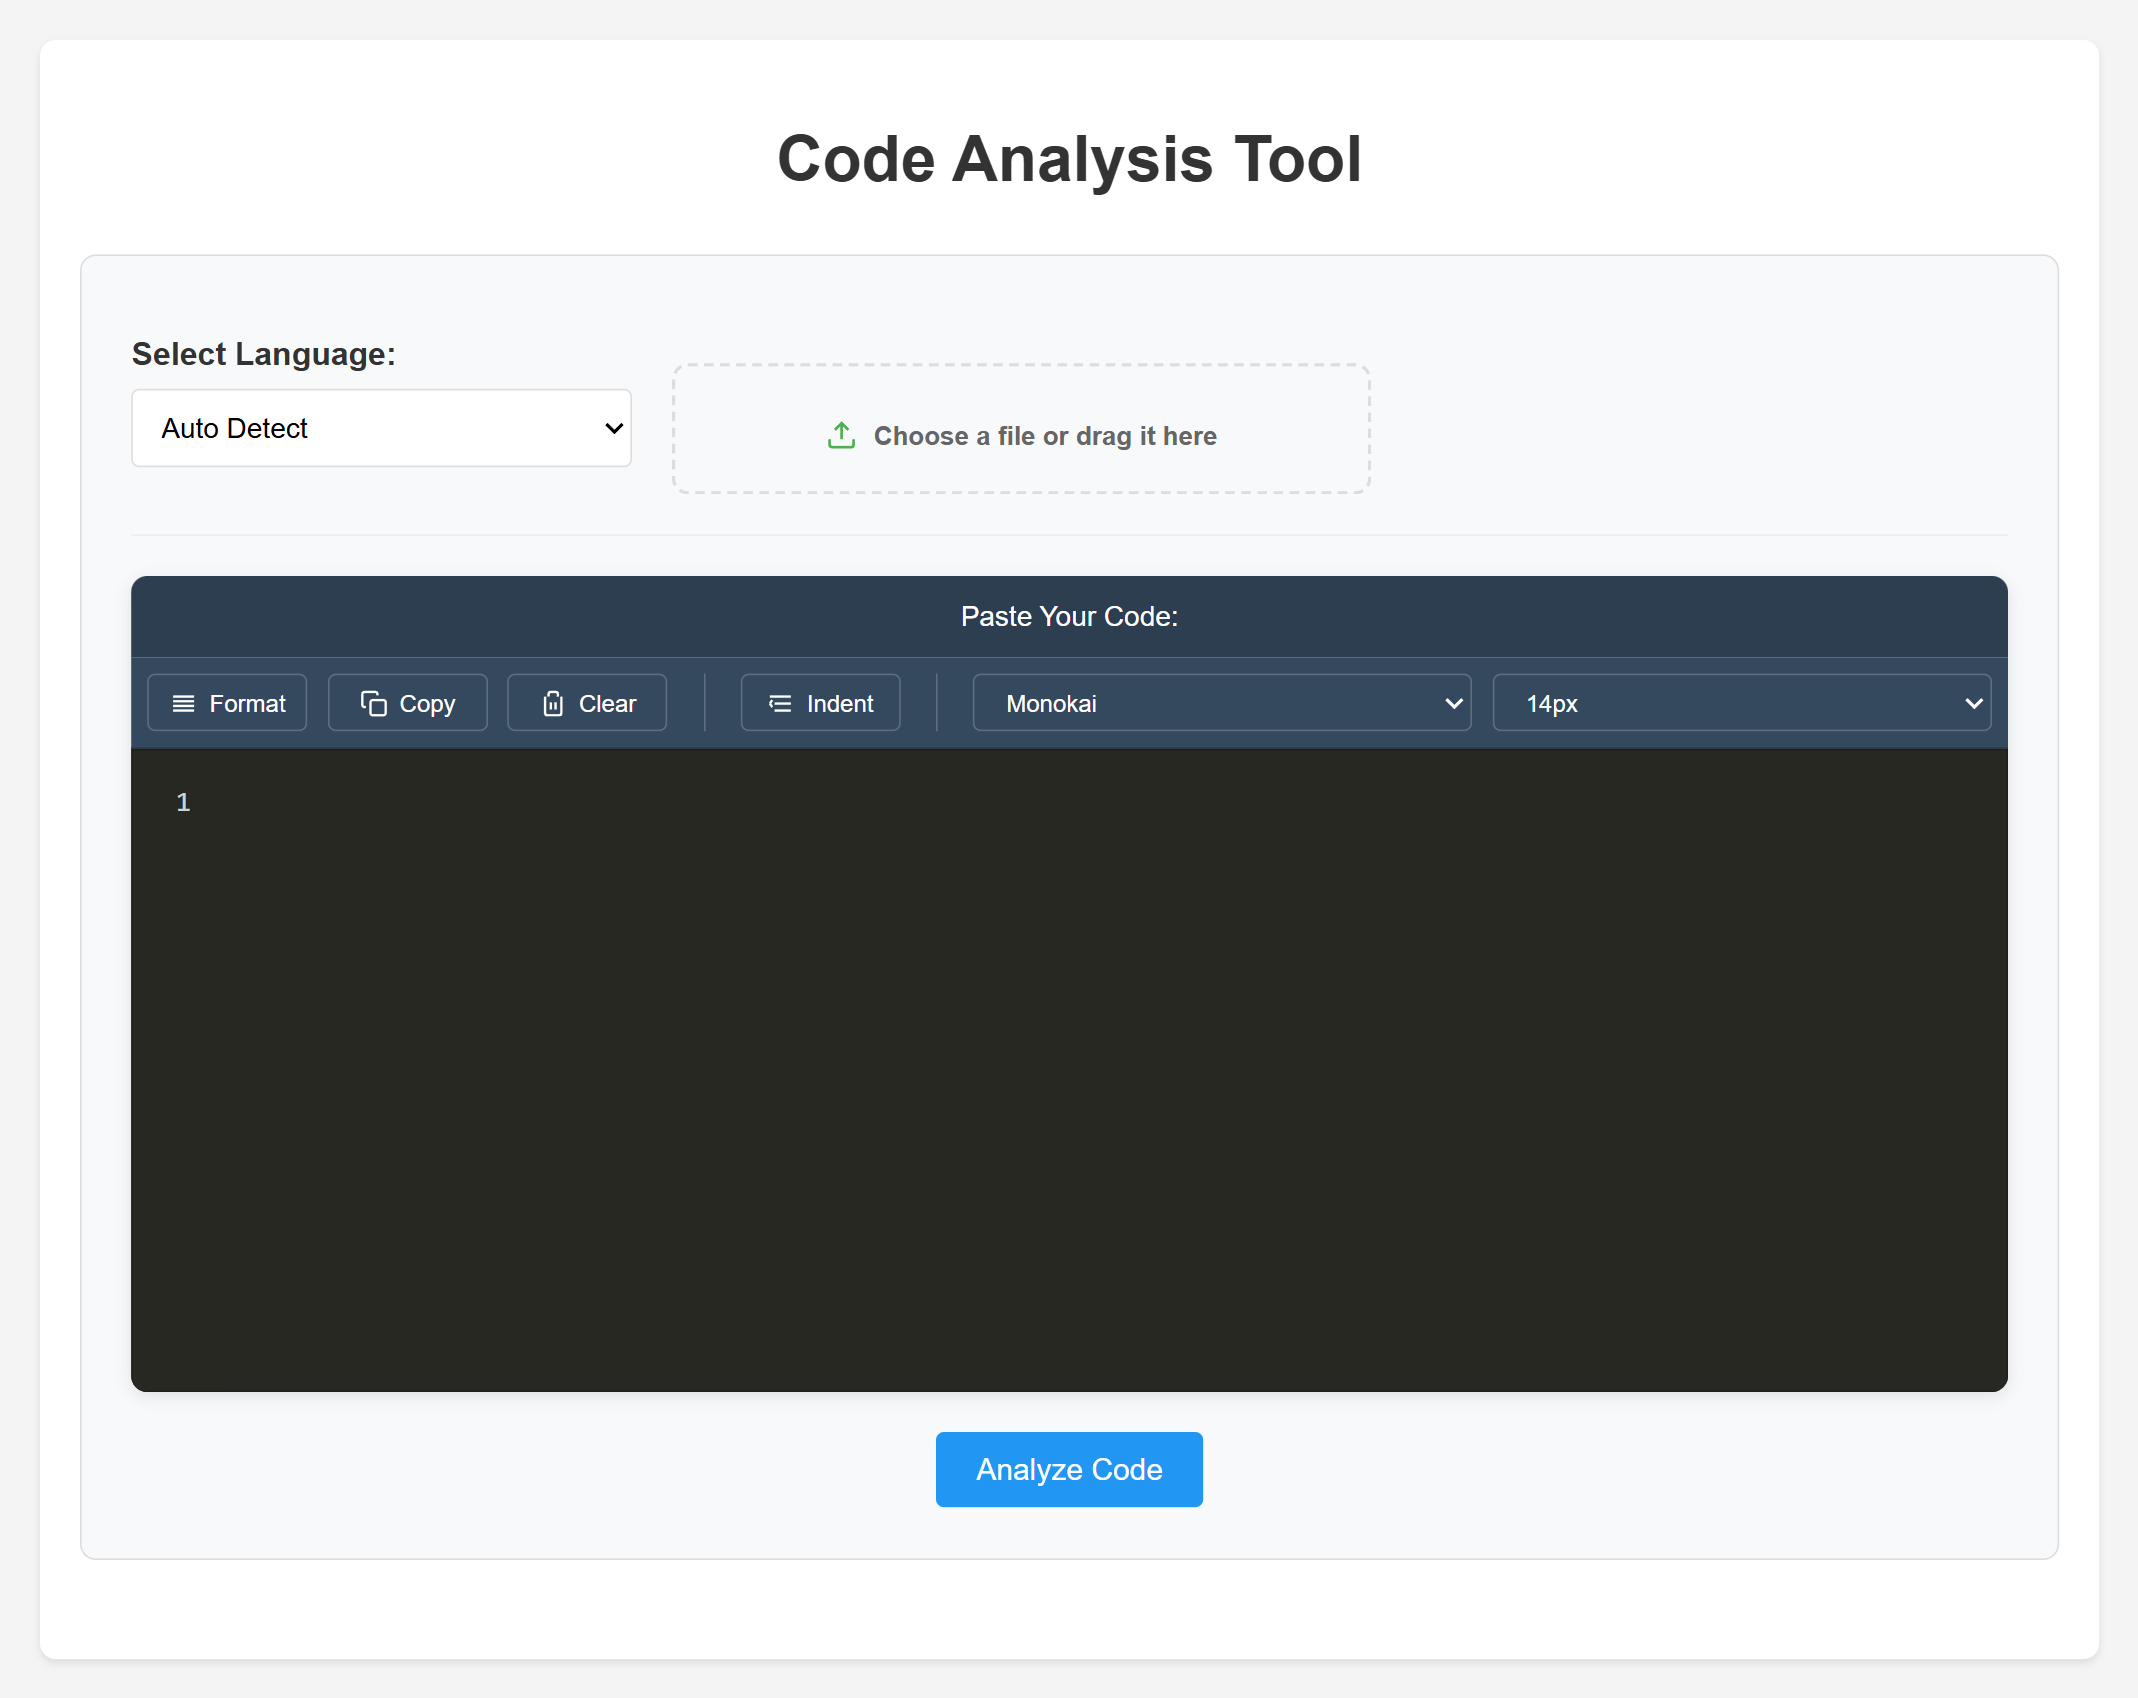 Code Analysis Tool
Select Language:
Auto Detect
Choose a file or drag it here
Paste Your Code:
Format Copy Clear Indent Monokai 14px
1
Analyze Code